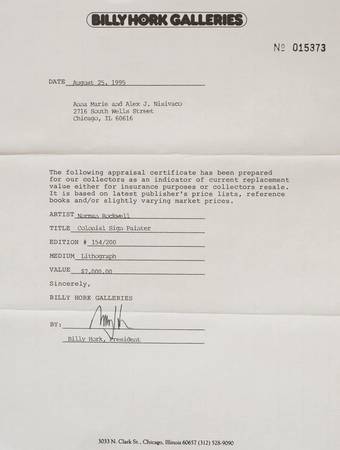 BILLY HORK GALLERIES
Nº 015373
DATE August 25, 1995
Anna Marie and Alex J. Nisivaco
2716 South Wells Street
Chicago, IL 60616
The following appraisal certificate has been prepared
for our collectors as an indicator of current replacement
value either for insurance purposes or collectors resale.
It is based on latest publisher's price lists, reference
books and/or slightly varying market prices.
ARTIST Norman Rockwell
TITLE Colonial Sign Painter
EDITION # 154/200
MEDIUM Lithograph
VALUE $7,000.00
Sincerely,
BILLY HORK GALLERIES
BY:
Billy Hork, President
3033 N. Clark St., Chicago, Illinois 60657 (312) 528-9090